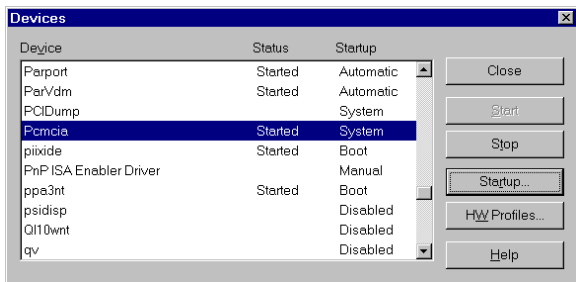 Devices
Device Status Startup
Parport Started Automatic
ParVdm Started Automatic
PCIDump System
Pcmcia Started System
piixide Started Boot
PnP ISA Enabler Driver Manual
ppa3nt Started Boot
psidisp Disabled
Ql10wnt Disabled
qv Disabled
Close
Start
Stop
Startup...
HW Profiles...
Help